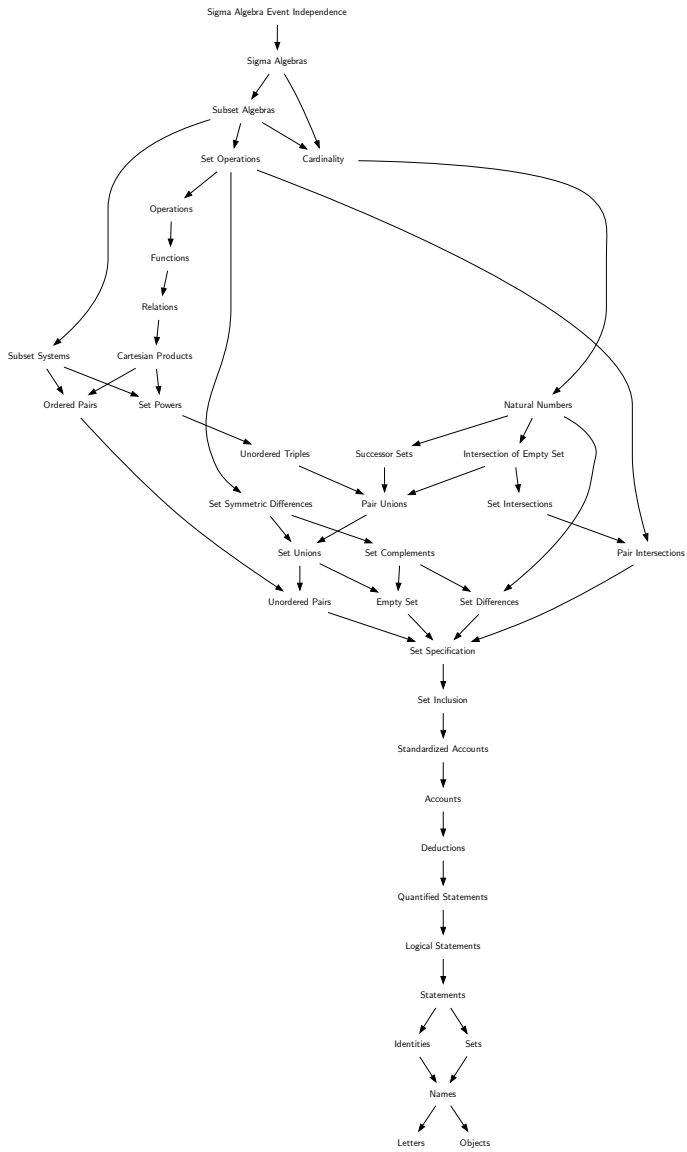 Sigma Algebra Event Independence
Sigma Algebras
Subset Algebras
Set Operations
Cardinality
Operations
Functions
Relations
Subset Systems
Cartesian Products
Ordered Pairs
Set Powers
Natural Numbers
Unordered Triples
Successor Sets
Intersection of Empty Set
Set Symmetric Differences
Pair Unions
Set Intersections
Set Unions
Set Complements
Pair Intersections
Unordered Pairs
Empty Set
Set Differences
Set Specification
Set Inclusion
Standardized Accounts
Accounts
Deductions
Quantified Statements
Logical Statements
Statements
Identities
Sets
Names
Letters
Objects